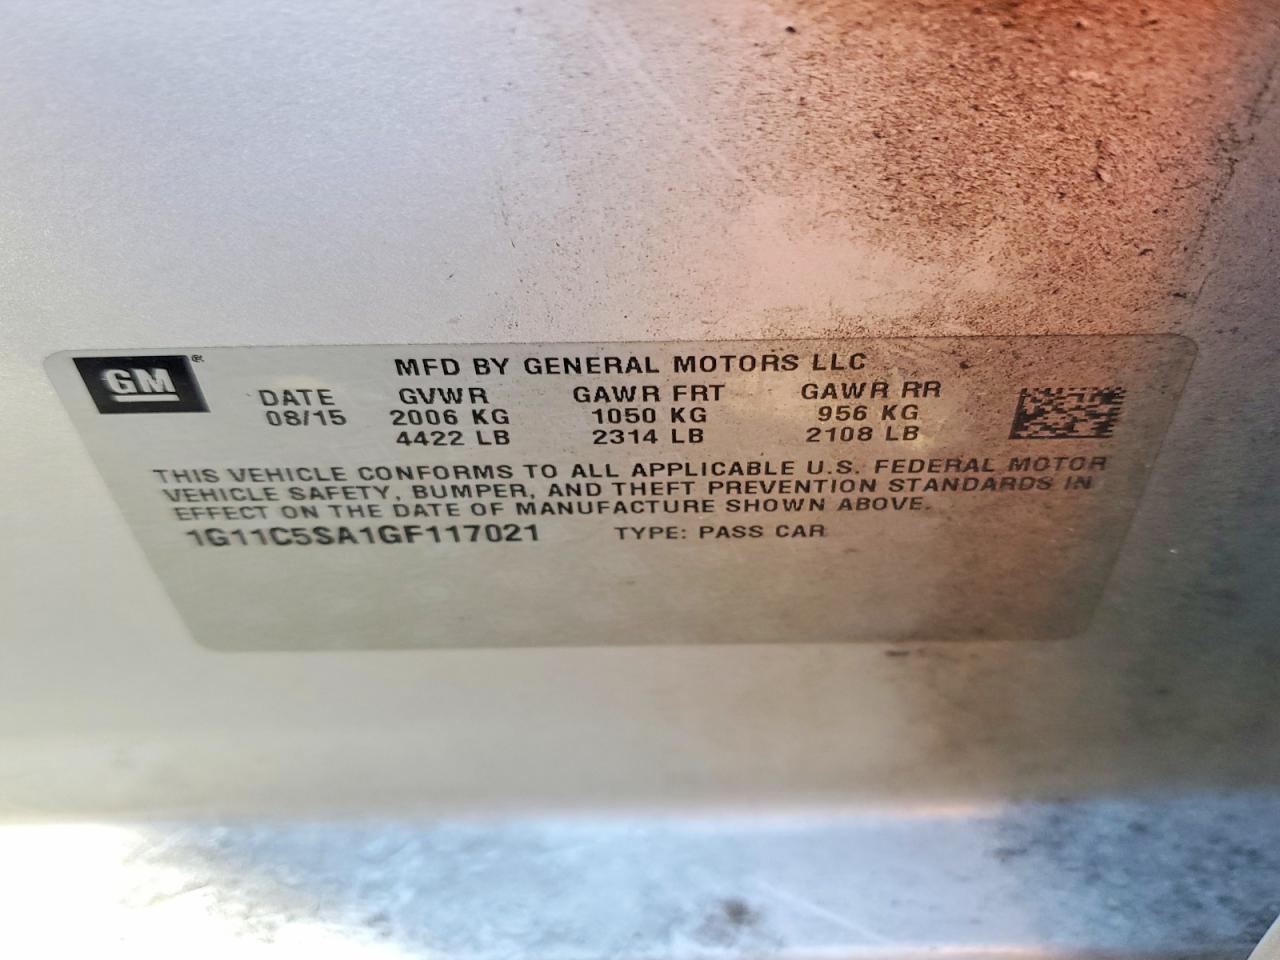 GM ®
MFD BY GENERAL MOTORS LLC
DATE GVWR GAWR FRT GAWR RR
08/15 2006 KG 1050 KG 956 KG
4422 LB 2314 LB 2108 LB
THIS VEHICLE CONFORMS TO ALL APPLICABLE U.S. FEDERAL MOTOR
VEHICLE SAFETY, BUMPER, AND THEFT PREVENTION STANDARDS IN
EFFECT ON THE DATE OF MANUFACTURE SHOWN ABOVE.
1G11C5SA1GF117021 TYPE: PASS CAR